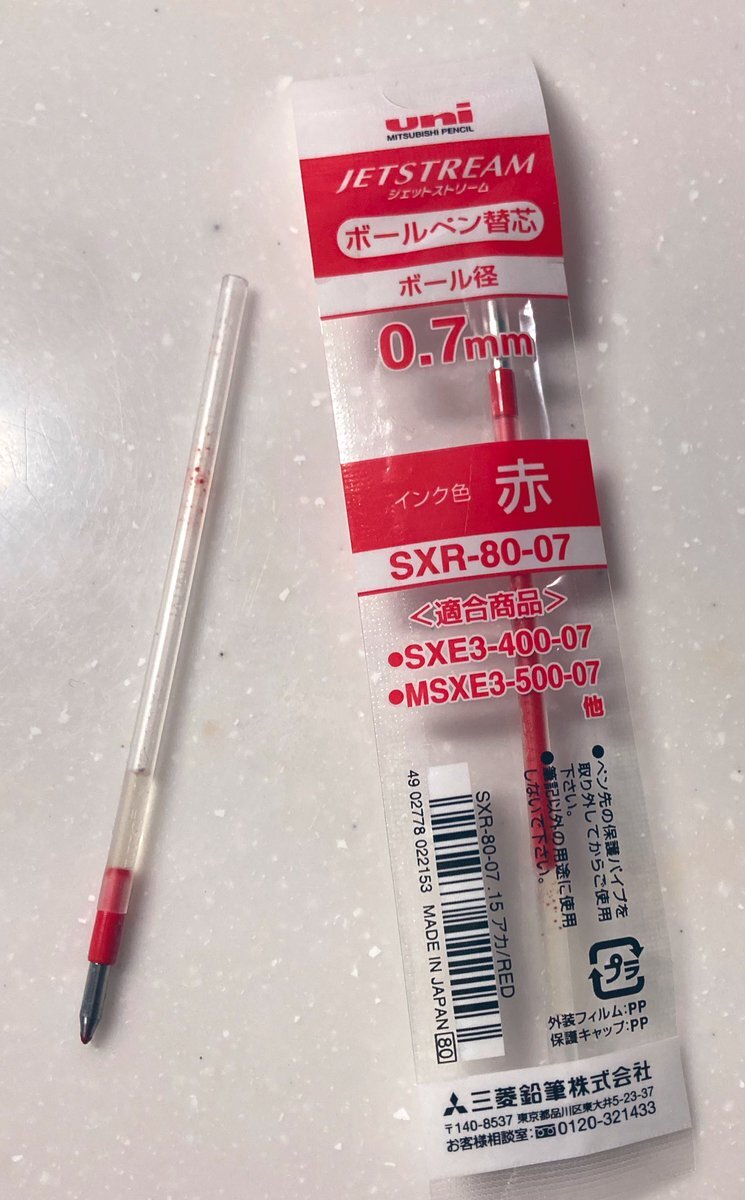 uni
MITSUBISHI PENCIL
JETSTREAM
ジェットストリーム
ボールペン替芯
ボール径
0.7mm
インク色 赤
SXR-80-07
<適合商品>
●SXE3-400-07
●MSXE3-500-07
他
●ペン先の保護パイプを
取り外してからご使用
下さい。
●筆記以外の用途に使用
しないで下さい。
SXR-80-07 .15 アカ/RED
49 02778 022153 MADE IN JAPAN 80
プラ
外装フィルム:PP
保護キャップ:PP
三菱鉛筆株式会社
〒140-8537 東京都品川区東大井5-23-37
お客様相談室:0120-321433